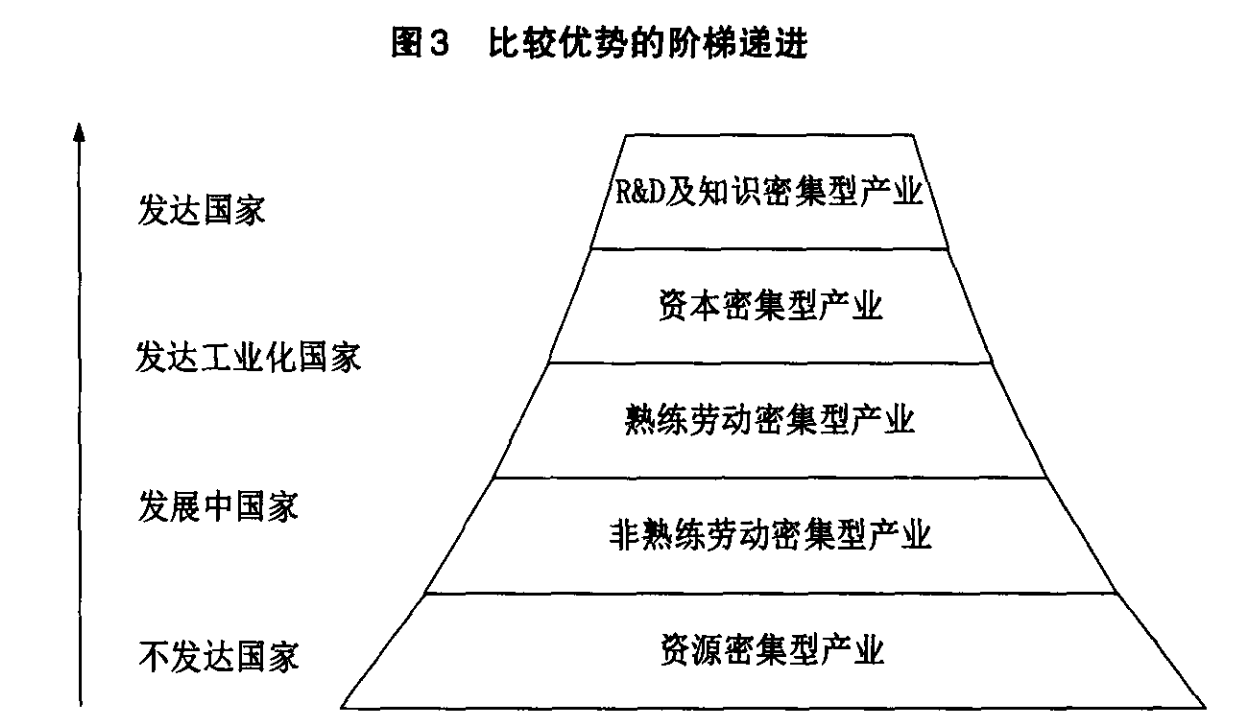 图3 比较优势的阶梯递进
发达国家
R&D及知识密集型产业
资本密集型产业
发达工业化国家
熟练劳动密集型产业
发展中国家
非熟练劳动密集型产业
不发达国家
资源密集型产业